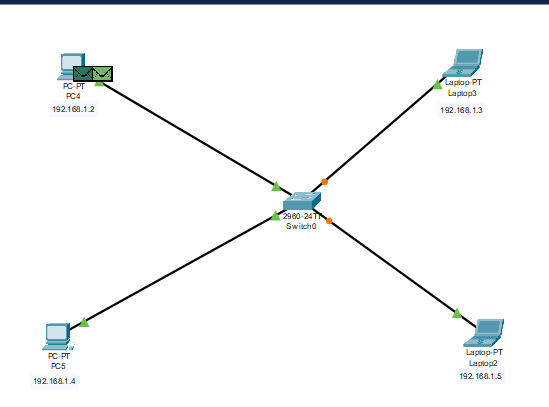 PC-PT
PC4
192.168.1.2
Laptop-PT
Laptop3
192.168.1.3
2960-24TT
Switch0
PC-PT
PC5
192.168.1.4
Laptop-PT
Laptop2
192.168.1.5